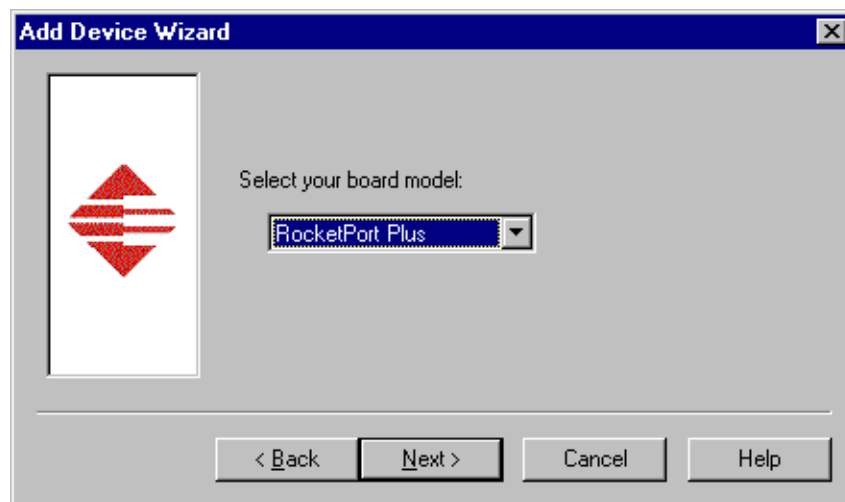 Add Device Wizard
Select your board model:
RocketPort Plus
< Back
Next >
Cancel
Help